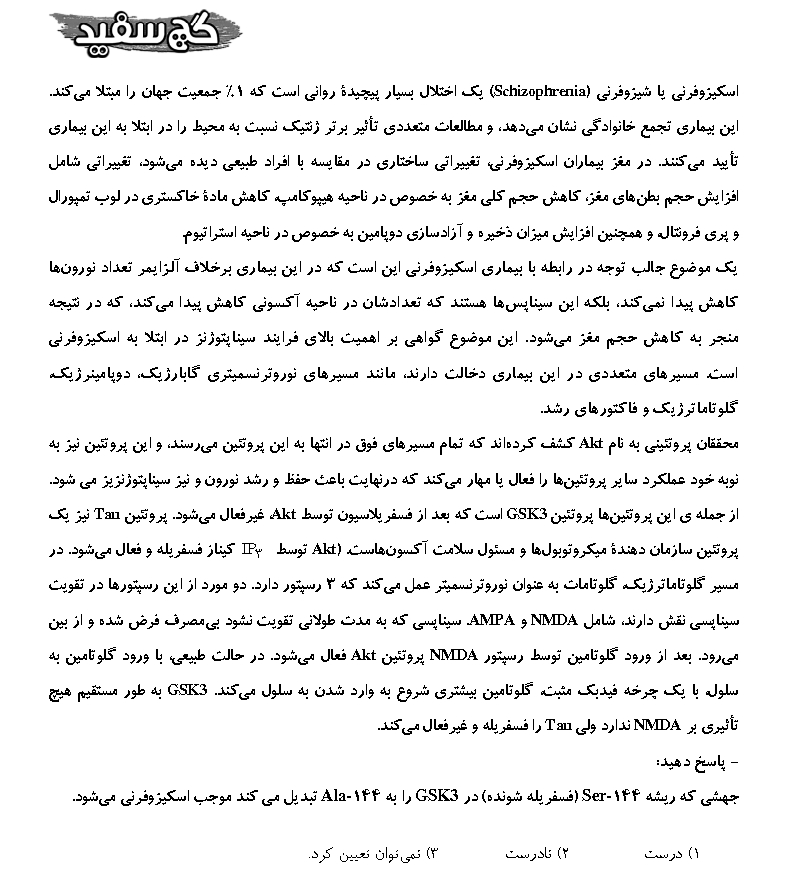 گچ سفید
اسکیزوفرنی یا شیزوفرنی (Schizophrenia) یک اختلال بسیار پیچیدهٔ روانی است که ۱٪ جمعیت جهان را مبتلا می‌کند.
این بیماری تجمع خانوادگی نشان می‌دهد، و مطالعات متعددی تأثیر برتر ژنتیک نسبت به محیط را در ابتلا به این بیماری
تأیید می‌کنند. در مغز بیماران اسکیزوفرنی، تغییراتی ساختاری در مقایسه با افراد طبیعی دیده می‌شود، تغییراتی شامل
افزایش حجم بطن‌های مغز، کاهش حجم کلی مغز به خصوص در ناحیه هیپوکامپ، کاهش مادهٔ خاکستری در لوب تمپورال
و پری فرونتال، و همچنین افزایش میزان ذخیره و آزادسازی دوپامین به خصوص در ناحیه استراتیوم.
یک موضوع جالب توجه در رابطه با بیماری اسکیزوفرنی این است که در این بیماری برخلاف آلزایمر تعداد نورون‌ها
کاهش پیدا نمی‌کند، بلکه این سیناپس‌ها هستند که تعدادشان در ناحیه آکسونی کاهش پیدا می‌کند، که در نتیجه
منجر به کاهش حجم مغز می‌شود. این موضوع گواهی بر اهمیت بالای فرایند سیناپتوژنز در ابتلا به اسکیزوفرنی
است. مسیرهای متعددی در این بیماری دخالت دارند، مانند مسیرهای نوروترنسمیتری گابارژیک، دوپامینرژیک،
گلوتاماترژیک و فاکتورهای رشد.
محققان پروتئینی به نام Akt کشف کرده‌اند که تمام مسیرهای فوق در انتها به این پروتئین می‌رسند، و این پروتئین نیز به
نوبه خود عملکرد سایر پروتئین‌ها را فعال یا مهار می‌کند که درنهایت باعث حفظ و رشد نورون و نیز سیناپتوژنزیز می شود.
از جمله ی این پروتئین‌ها پروتئین GSK3 است که بعد از فسفریلاسیون توسط Akt، غیرفعال می‌شود. پروتئین Tau نیز یک
پروتئین سازمان دهندهٔ میکروتوبول‌ها و مسئول سلامت آکسون‌هاست. (Akt توسط IP۳ کیناز فسفریله و فعال می‌شود. در
مسیر گلوتاماترژیک، گلوتامات به عنوان نوروترنسمیتر عمل می‌کند که ۳ رسپتور دارد. دو مورد از این رسپتورها در تقویت
سیناپسی نقش دارند، شامل NMDA و AMPA. سیناپسی که به مدت طولانی تقویت نشود بی‌مصرف فرض شده و از بین
می‌رود. بعد از ورود گلوتامین توسط رسپتور NMDA پروتئین Akt فعال می‌شود. در حالت طبیعی، با ورود گلوتامین به
سلول، با یک چرخه فیدبک مثبت، گلوتامین بیشتری شروع به وارد شدن به سلول می‌کند. GSK3 به طور مستقیم هیچ
تأثیری بر NMDA ندارد ولی Tau را فسفریله و غیرفعال می‌کند.
– پاسخ دهید:
جهشی که ریشه Ser-۱۴۴ (فسفریله شونده) در GSK3 را به Ala-۱۴۴ تبدیل می کند موجب اسکیزوفرنی می‌شود.
۱) درست ۲) نادرست ۳) نمی‌توان تعیین کرد.